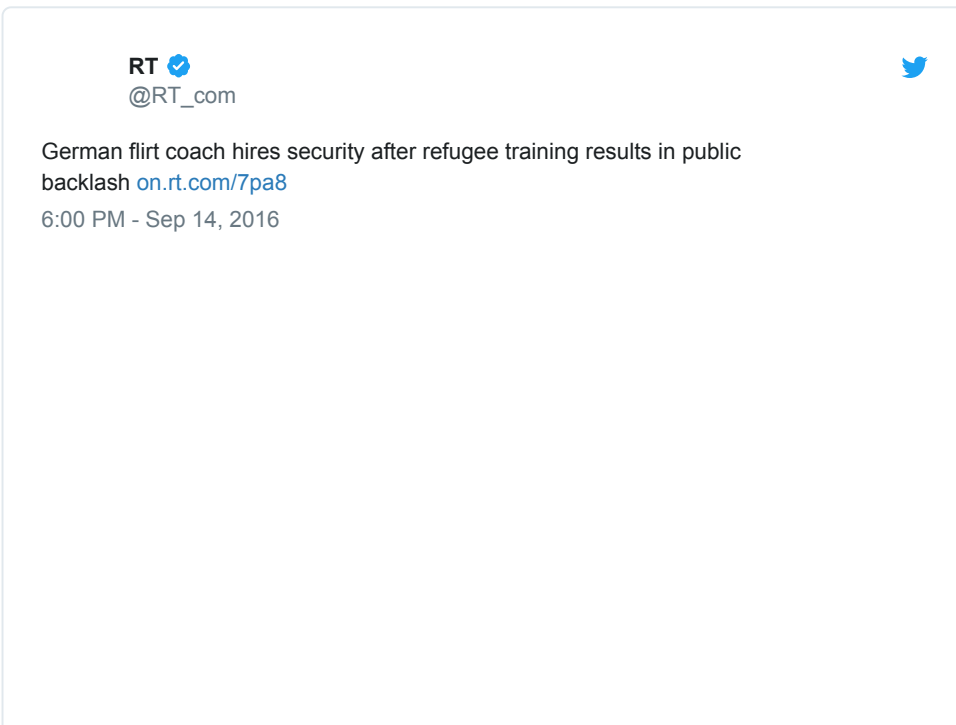 RT
@RT_com
German flirt coach hires security after refugee training results in public
backlash on.rt.com/7pa8
6:00 PM - Sep 14, 2016